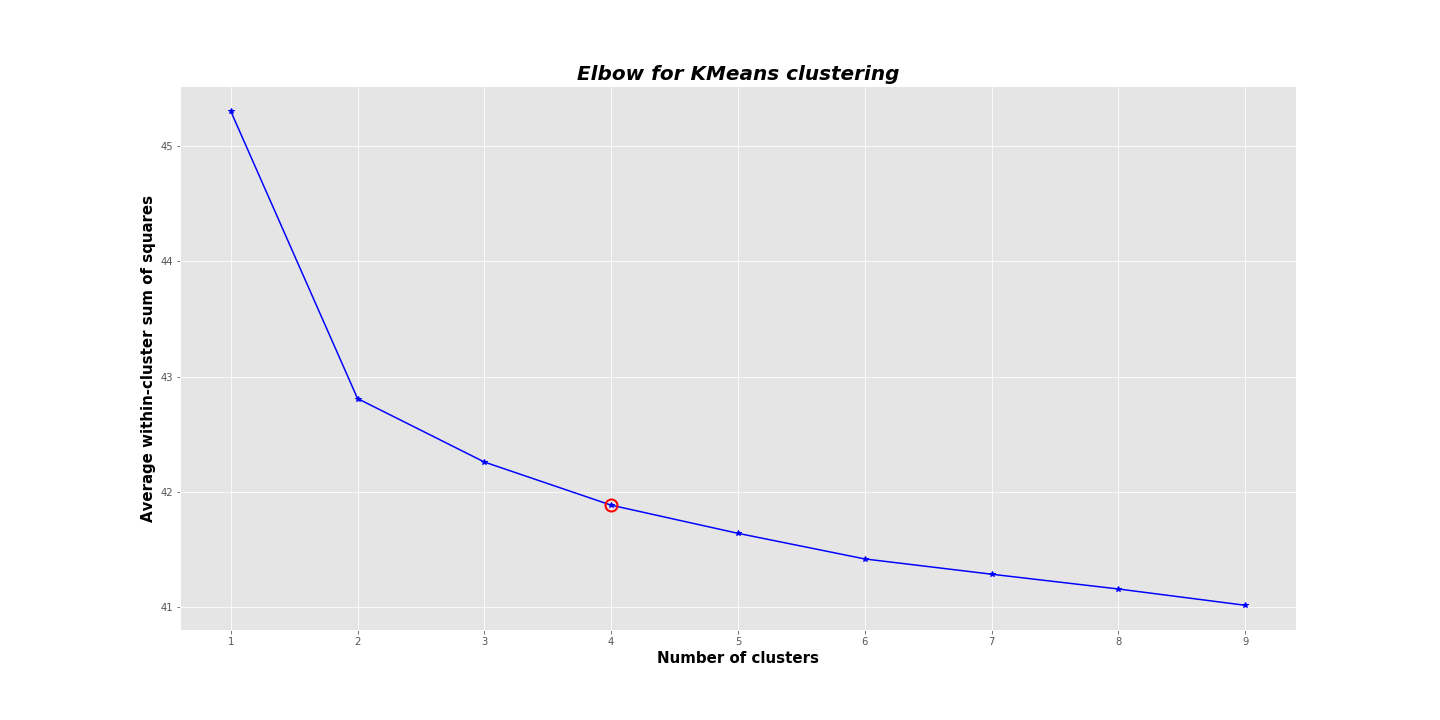 Elbow for KMeans clustering
Average within-cluster sum of squares
45
44
43
42
41
1 2 3 4 5 6 7 8 9
Number of clusters